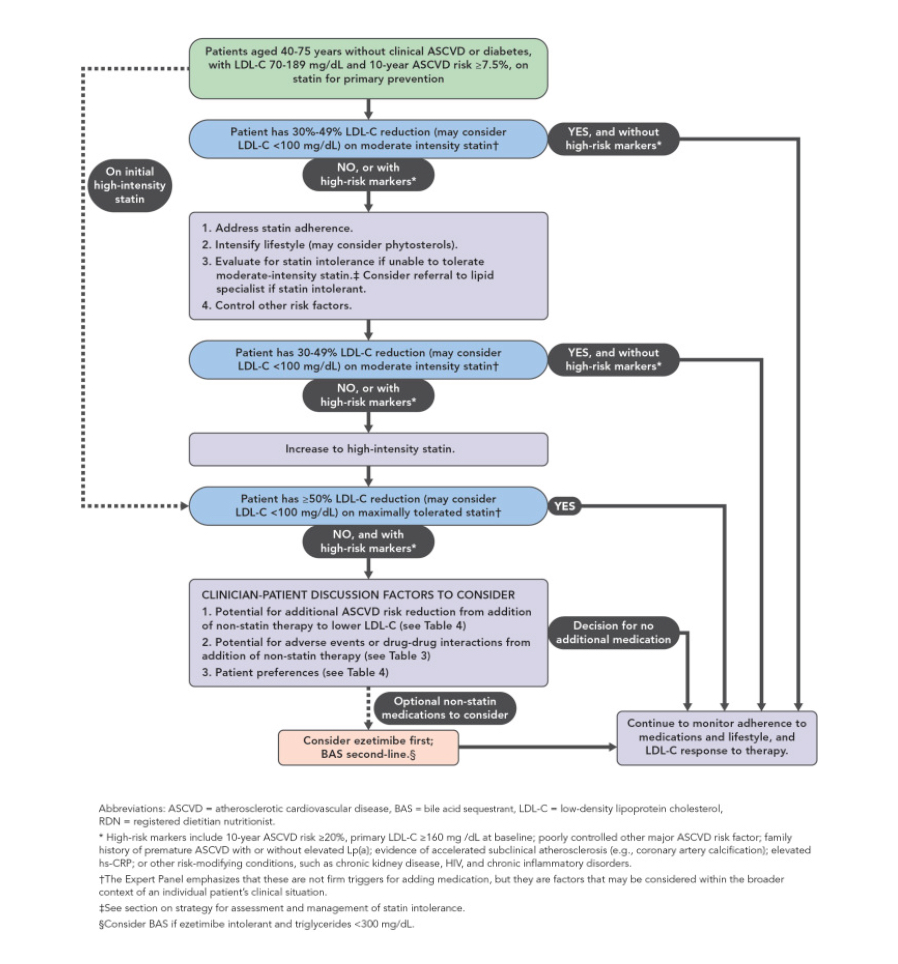 Patients aged 40-75 years without clinical ASCVD or diabetes,
with LDL-C 70-189 mg/dL and 10-year ASCVD risk ≥7.5%, on
statin for primary prevention
Patient has 30%-49% LDL-C reduction (may consider
LDL-C <100 mg/dL) on moderate intensity statin†
YES, and without
high-risk markers*
On initial
high-intensity
statin
NO, or with
high-risk markers*
1. Address statin adherence.
2. Intensify lifestyle (may consider phytosterols).
3. Evaluate for statin intolerance if unable to tolerate
moderate-intensity statin.‡ Consider referral to lipid
specialist if statin intolerant.
4. Control other risk factors.
Patient has 30-49% LDL-C reduction (may consider
LDL-C <100 mg/dL) on moderate intensity statin†
YES, and without
high-risk markers*
NO, or with
high-risk markers*
Increase to high-intensity statin.
Patient has ≥50% LDL-C reduction (may consider
LDL-C <100 mg/dL) on maximally tolerated statin†
YES
NO, and with
high-risk markers*
CLINICIAN-PATIENT DISCUSSION FACTORS TO CONSIDER
1. Potential for additional ASCVD risk reduction from addition
of non-statin therapy to lower LDL-C (see Table 4)
2. Potential for adverse events or drug-drug interactions from
addition of non-statin therapy (see Table 3)
3. Patient preferences (see Table 4)
Decision for no
additional medication
Optional non-statin
medications to consider
Consider ezetimibe first;
BAS second-line.§
Continue to monitor adherence to
medications and lifestyle, and
LDL-C response to therapy.
Abbreviations: ASCVD = atherosclerotic cardiovascular disease, BAS = bile acid sequestrant, LDL-C = low-density lipoprotein cholesterol,
RDN = registered dietitian nutritionist.
* High-risk markers include 10-year ASCVD risk ≥20%, primary LDL-C ≥160 mg /dL at baseline; poorly controlled other major ASCVD risk factor; family
history of premature ASCVD with or without elevated Lp(a); evidence of accelerated subclinical atherosclerosis (e.g., coronary artery calcification); elevated
hs-CRP; or other risk-modifying conditions, such as chronic kidney disease, HIV, and chronic inflammatory disorders.
†The Expert Panel emphasizes that these are not firm triggers for adding medication, but they are factors that may be considered within the broader
context of an individual patient's clinical situation.
‡See section on strategy for assessment and management of statin intolerance.
§Consider BAS if ezetimibe intolerant and triglycerides <300 mg/dL.